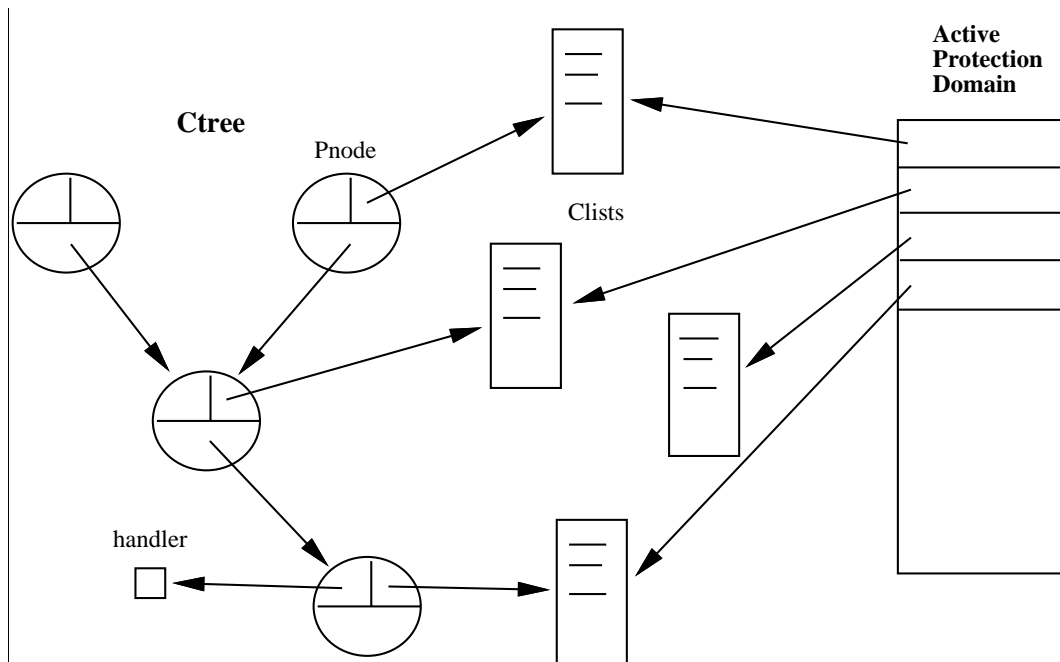 Active
Protection
Domain
Ctree
Pnode
Clists
handler